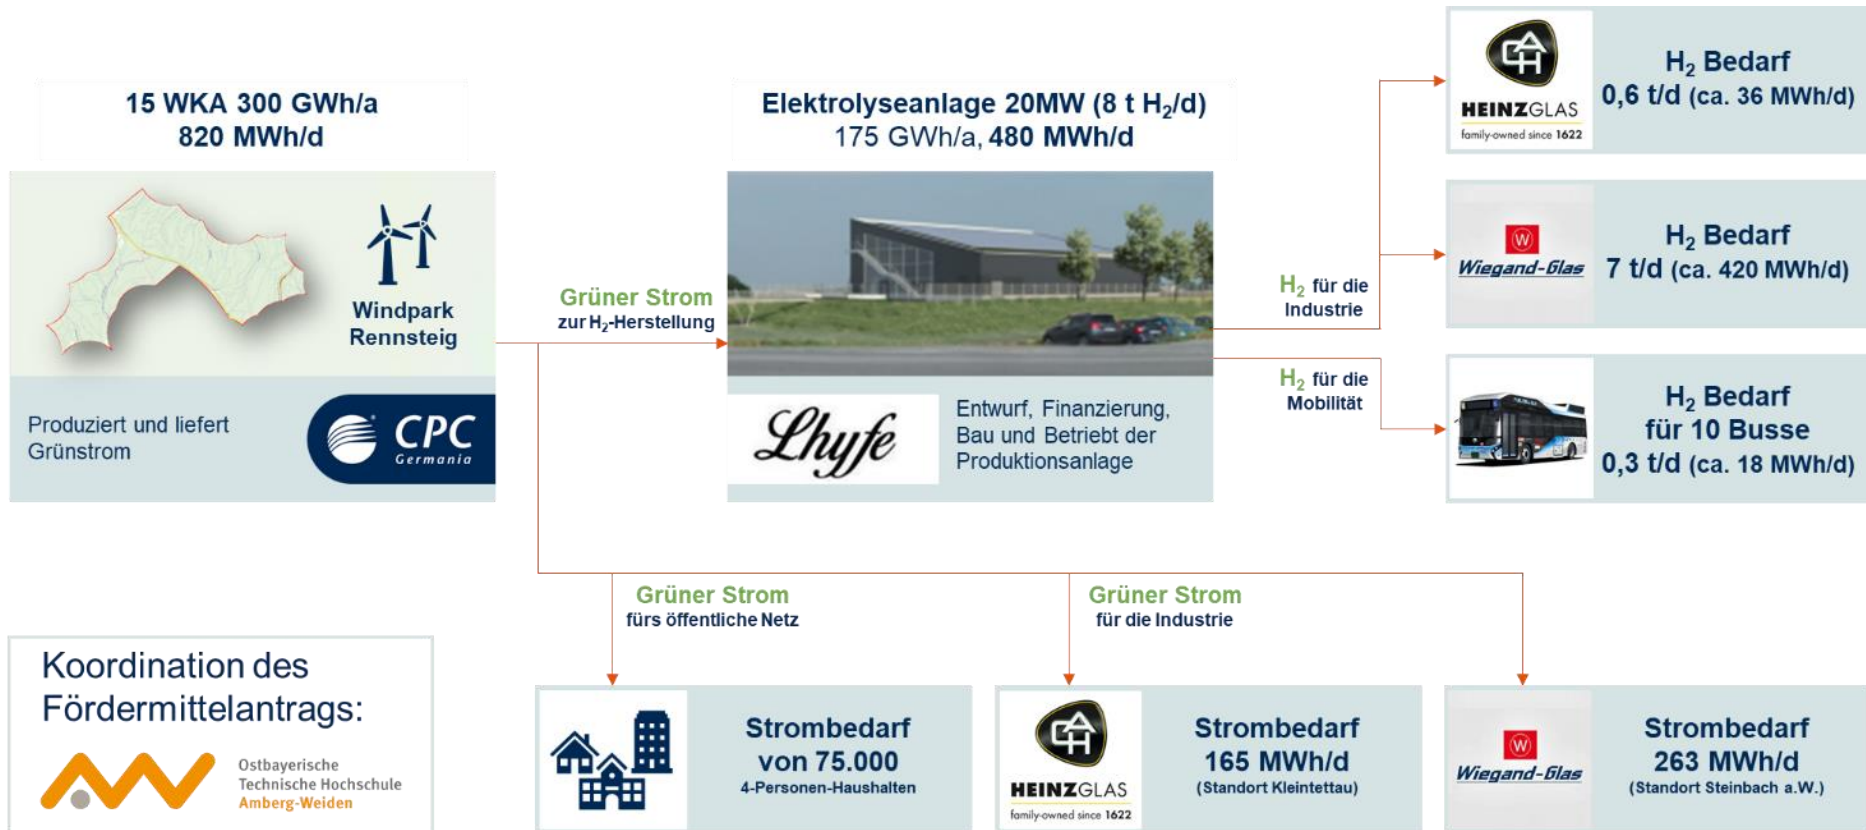 15 WKA 300 GWh/a
820 MWh/d
Windpark
Rennsteig
Produziert und liefert
Grünstrom
CPC
Germania
Grüner Strom
zur H₂-Herstellung
Elektrolyseanlage 20MW (8 t H₂/d)
175 GWh/a, 480 MWh/d
Lhyfe
Entwurf, Finanzierung,
Bau und Betriebt der
Produktionsanlage
H₂ für die
Industrie
H₂ für die
Mobilität
HEINZGLAS
family-owned since 1622
H₂ Bedarf
0,6 t/d (ca. 36 MWh/d)
W
Wiegand-Glas
H₂ Bedarf
7 t/d (ca. 420 MWh/d)
H₂ Bedarf
für 10 Busse
0,3 t/d (ca. 18 MWh/d)
Grüner Strom
fürs öffentliche Netz
Grüner Strom
für die Industrie
Koordination des
Fördermittelantrags:
Ostbayerische
Technische Hochschule
Amberg-Weiden
Strombedarf
von 75.000
4-Personen-Haushalten
HEINZGLAS
family-owned since 1622
Strombedarf
165 MWh/d
(Standort Kleintettau)
W
Wiegand-Glas
Strombedarf
263 MWh/d
(Standort Steinbach a.W.)